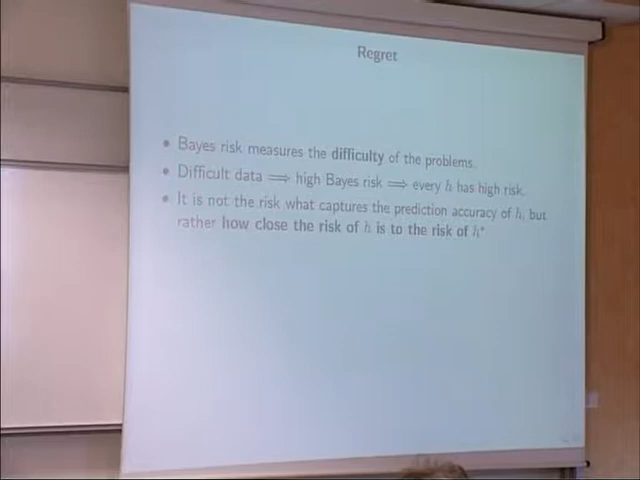 Regret
• Bayes risk measures the difficulty of the problems.
• Difficult data ⟹ high Bayes risk ⟹ every h has high risk.
• It is not the risk what captures the prediction accuracy of h, but
rather how close the risk of h is to the risk of h*